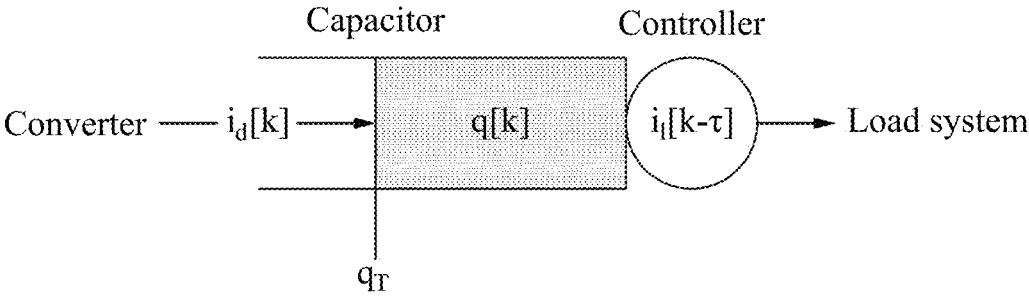 Capacitor
Controller
Converter
i_d[k]
q[k]
i_l[k-τ]
Load system
q_T